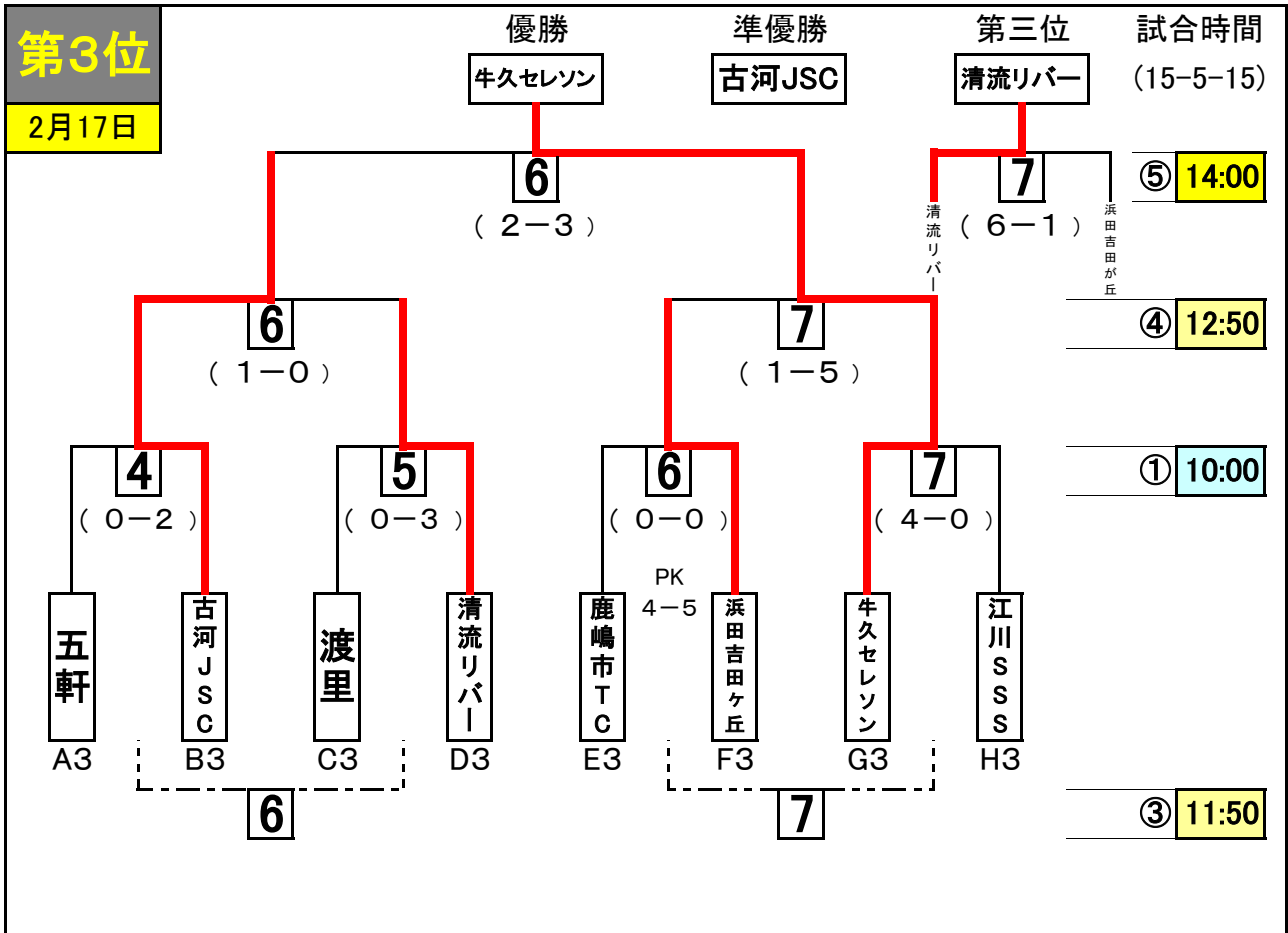 第3位
2月17日
優勝
準優勝
第三位
試合時間
牛久セレソン
古河JSC
清流リバー
(15-5-15)
6
(2-3)
清流リバー
7
(6-1)
浜田吉田が丘
⑤ 14:00
6
(1-0)
7
(1-5)
④ 12:50
4
(0-2)
5
(0-3)
6
(0-0)
PK
4-5
7
(4-0)
① 10:00
五軒
古河JSC
渡里
清流リバー
鹿嶋市TC
浜田吉田ヶ丘
牛久セレソン
江川SSS
A3
B3
C3
D3
E3
F3
G3
H3
6
7
③ 11:50